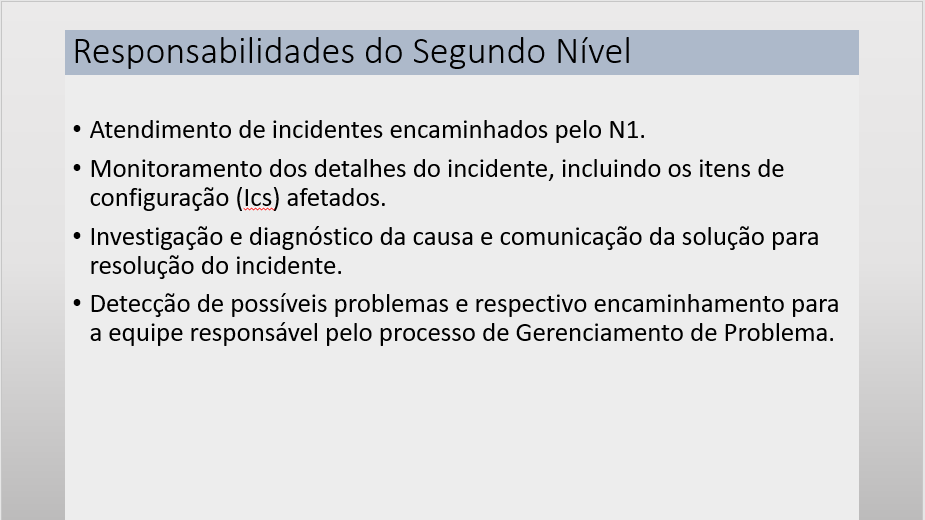 Responsabilidades do Segundo Nível
• Atendimento de incidentes encaminhados pelo N1.
• Monitoramento dos detalhes do incidente, incluindo os itens de
configuração (Ics) afetados.
• Investigação e diagnóstico da causa e comunicação da solução para
resolução do incidente.
• Detecção de possíveis problemas e respectivo encaminhamento para
a equipe responsável pelo processo de Gerenciamento de Problema.